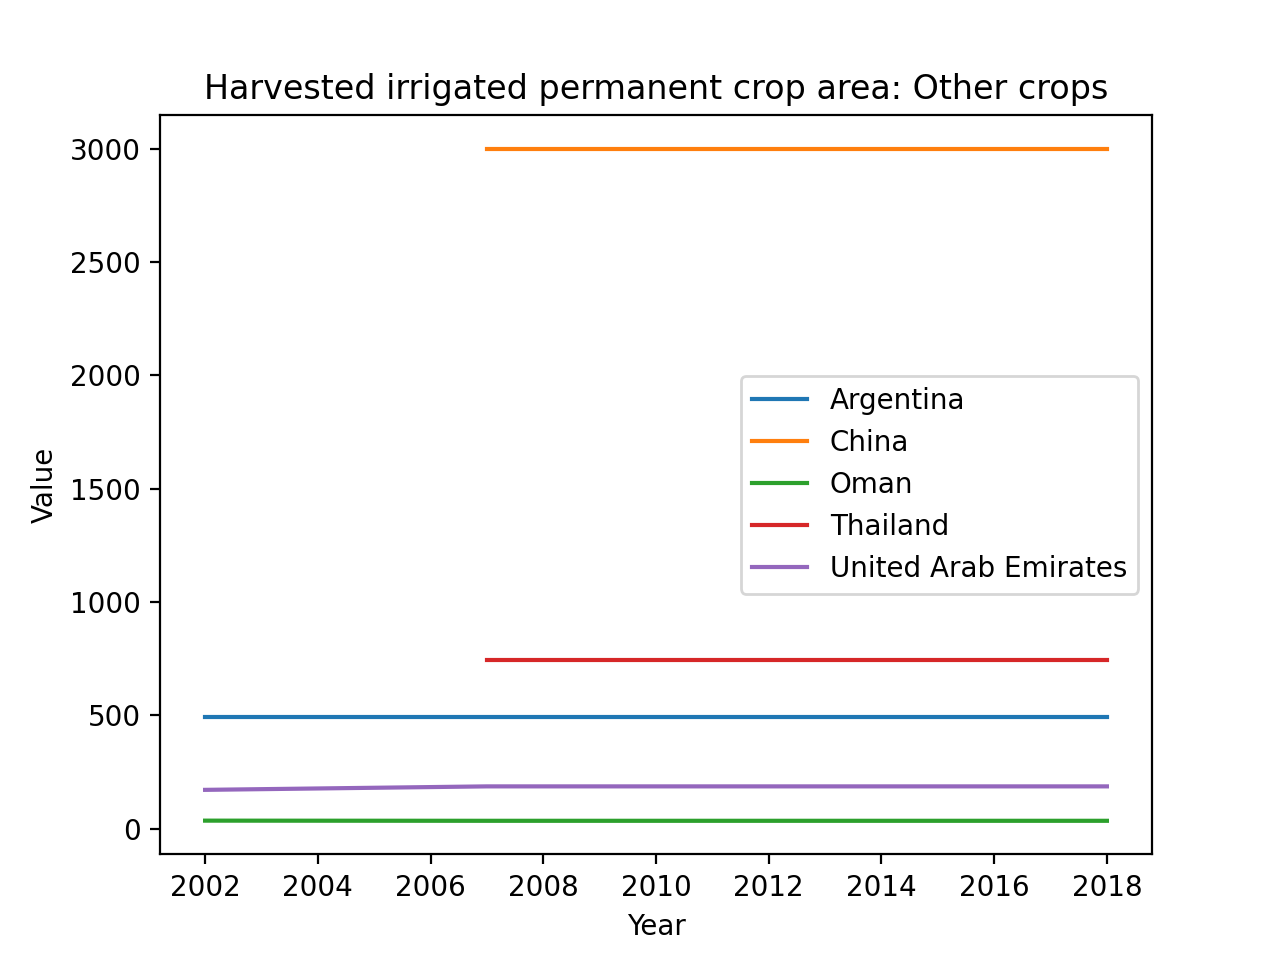 Harvested irrigated permanent crop area: Other crops
3000
2500
2000
1500
1000
500
0
Value
Argentina
China
Oman
Thailand
United Arab Emirates
2002 2004 2006 2008 2010 2012 2014 2016 2018
Year